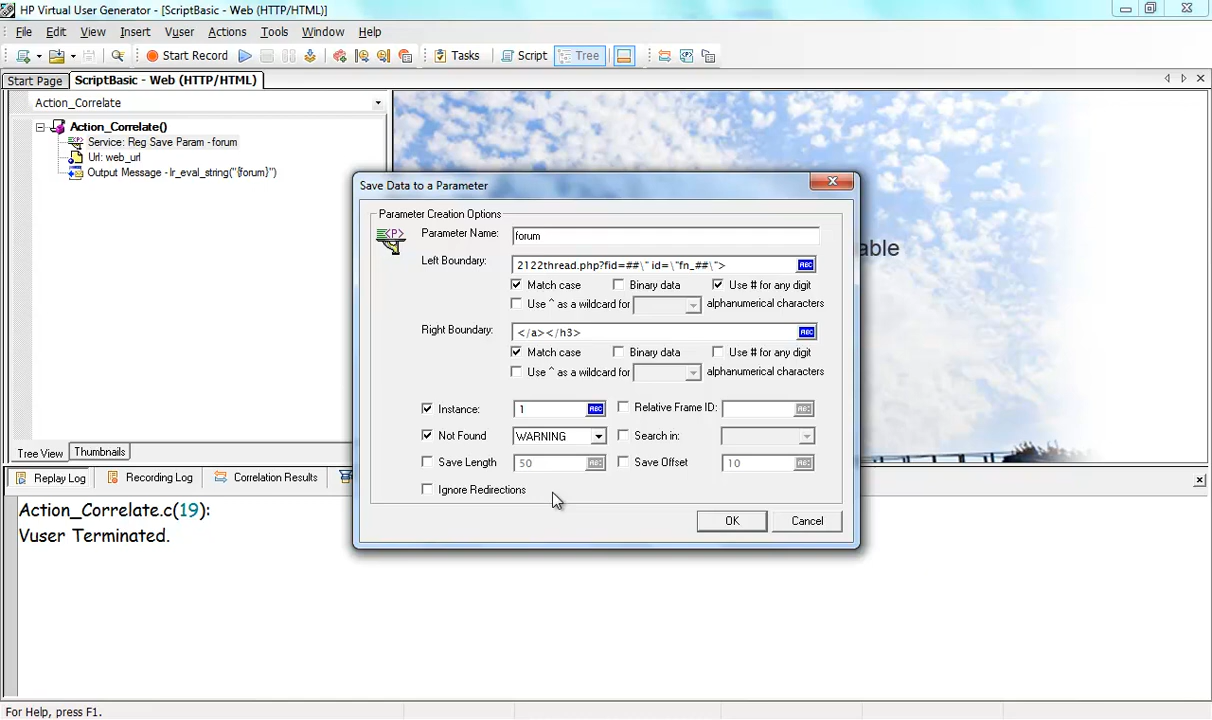 HP Virtual User Generator - [ScriptBasic - Web (HTTP/HTML)]
File Edit View Insert Vuser Actions Tools Window Help
Start Record Tasks Script Tree
Start Page ScriptBasic - Web (HTTP/HTML)
Action_Correlate
Action_Correlate()
Service: Reg Save Param - forum
Url: web_url
Output Message - lr_eval_string("{forum}")
able
Tree View Thumbnails
Save Data to a Parameter
Parameter Creation Options
<P>
Parameter Name: forum
Left Boundary: 2122thread.php?fid=##\" id=\"fn_##\"> ABC
Match case Binary data Use # for any digit
Use ^ as a wildcard for alphanumerical characters
Right Boundary: </a></h3> ABC
Match case Binary data Use # for any digit
Use ^ as a wildcard for alphanumerical characters
Instance: 1 ABC Relative Frame ID: ABC
Not Found WARNING Search in:
Save Length 50 ABC Save Offset 10 ABC
Ignore Redirections
OK Cancel
Replay Log Recording Log Correlation Results
Action_Correlate.c(19):
Vuser Terminated.
For Help, press F1.